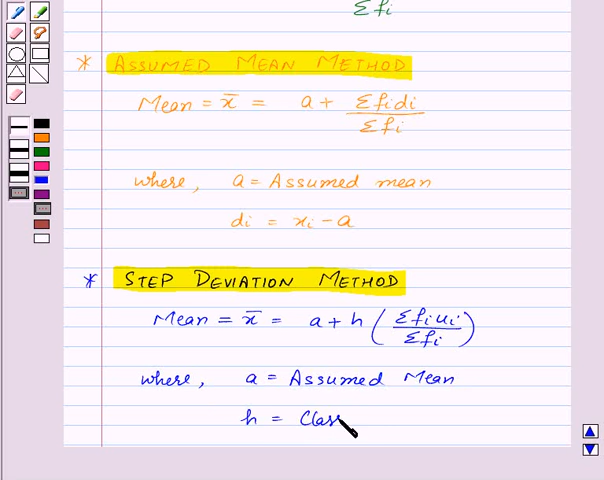 Σfi
* ASSUMED MEAN METHOD
Mean = x̄ = a + Σfidi / Σfi
where, a = Assumed mean
di = xi - a
* STEP DEVIATION METHOD
Mean = x̄ = a + h (Σfiui / Σfi)
where, a = Assumed Mean
h = Class